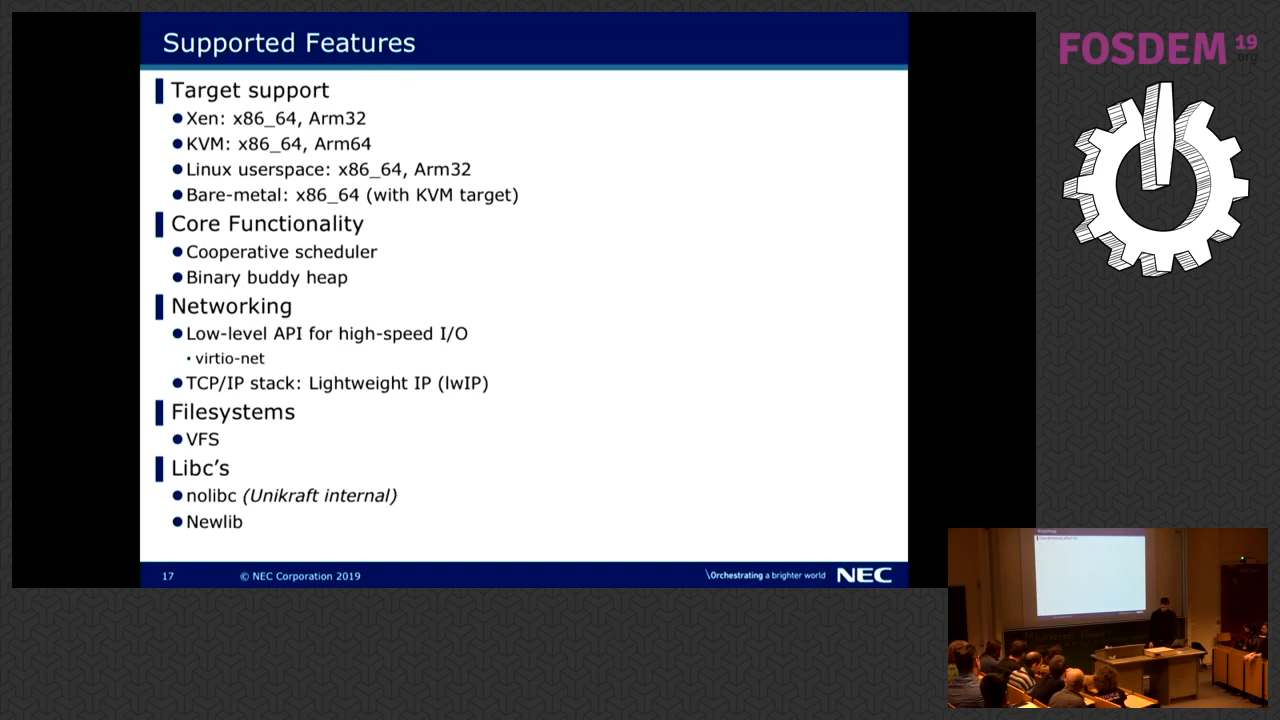 Supported Features
Target support
Xen: x86_64, Arm32
KVM: x86_64, Arm64
Linux userspace: x86_64, Arm32
Bare-metal: x86_64 (with KVM target)
Core Functionality
Cooperative scheduler
Binary buddy heap
Networking
Low-level API for high-speed I/O
virtio-net
TCP/IP stack: Lightweight IP (lwIP)
Filesystems
VFS
Libc's
nolibc (Unikraft internal)
Newlib
17
© NEC Corporation 2019
\Orchestrating a brighter world
NEC
FOSDEM 19
.org